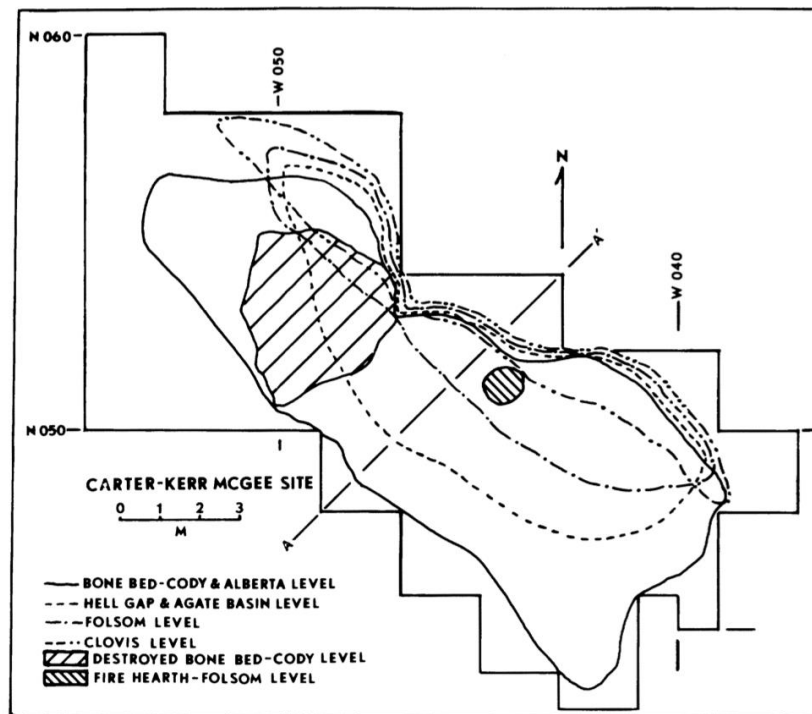 N 060
W 050
N
A'
W 040
N 050
CARTER-KERR MCGEE SITE
0 1 2 3
M
A
BONE BED-CODY & ALBERTA LEVEL
HELL GAP & AGATE BASIN LEVEL
FOLSOM LEVEL
CLOVIS LEVEL
DESTROYED BONE BED-CODY LEVEL
FIRE HEARTH-FOLSOM LEVEL